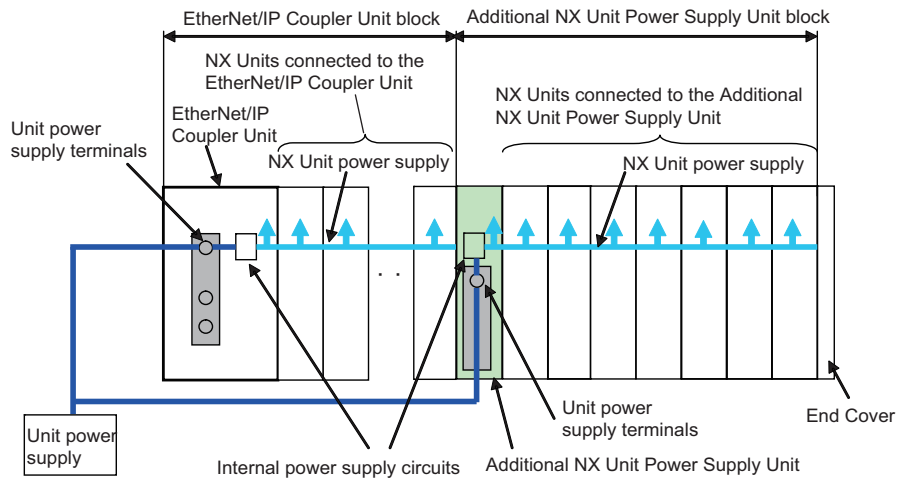 EtherNet/IP Coupler Unit block
Additional NX Unit Power Supply Unit block
NX Units connected to the
EtherNet/IP Coupler Unit
NX Units connected to the Additional
NX Unit Power Supply Unit
EtherNet/IP
Coupler Unit
Unit power
supply terminals
NX Unit power supply
NX Unit power supply
. .
Unit power
supply
Internal power supply circuits
Unit power
supply terminals
Additional NX Unit Power Supply Unit
End Cover